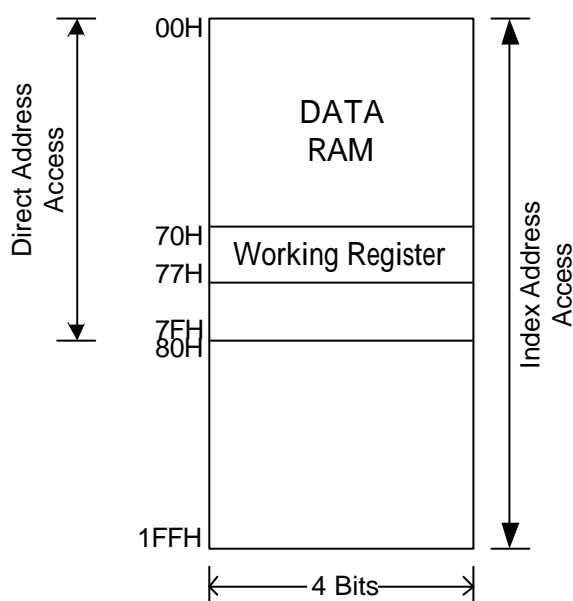 00H
DATA
RAM
Direct Address
Access
70H
Working Register
77H
7FH
80H
Index Address
Access
1FFH
4 Bits